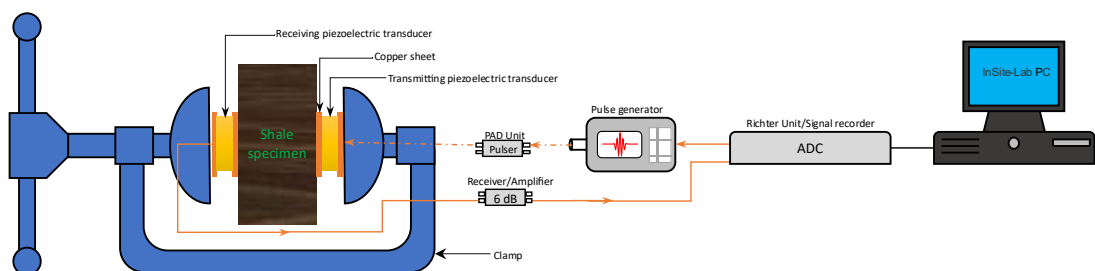 Receiving piezoelectric transducer
Copper sheet
Transmitting piezoelectric transducer
Shale
specimen
PAD Unit
Pulser
Pulse generator
Richter Unit/Signal recorder
ADC
InSite-Lab PC
Receiver/Amplifier
6 dB
Clamp